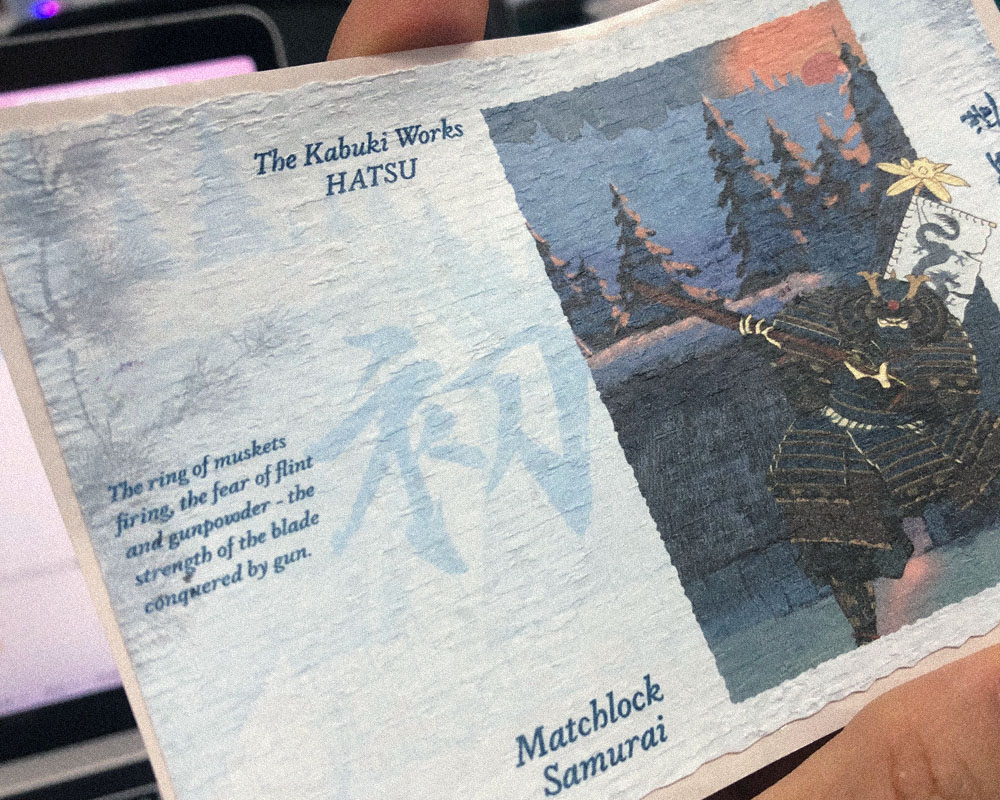 The Kabuki Works
HATSU
初
The ring of muskets
firing, the fear of flint
and gunpowder - the
strength of the blade
conquered by gun.
Matchlock
Samurai